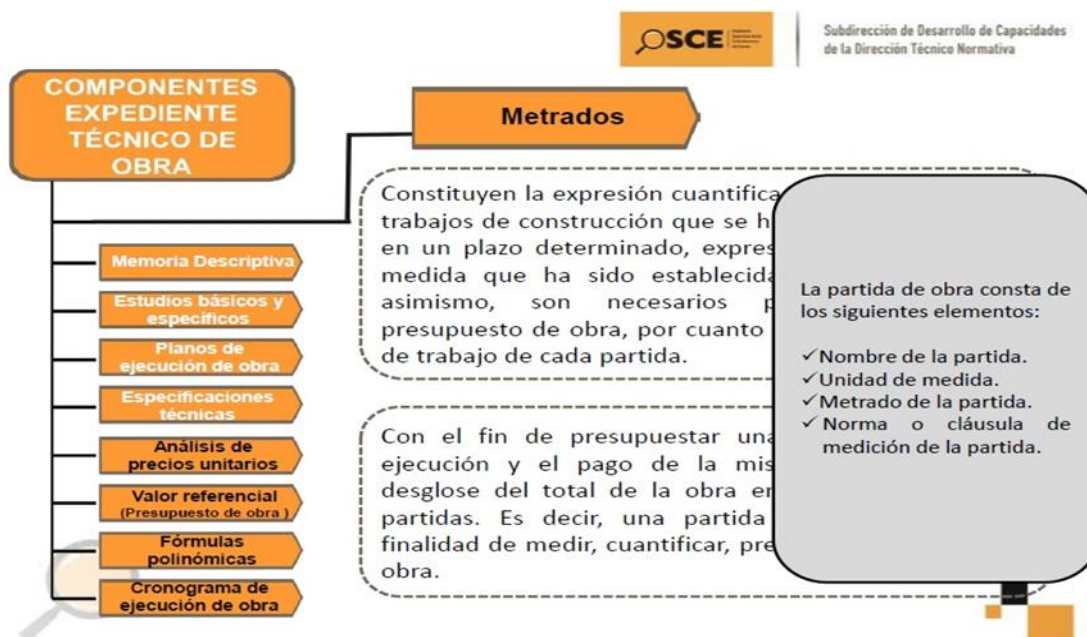 OSCE
Subdirección de Desarrollo de Capacidades
de la Dirección Técnico Normativa
COMPONENTES
EXPEDIENTE
TÉCNICO DE
OBRA
Metrados
Memoria Descriptiva
Estudios básicos y
específicos
Planos de
ejecución de obra
Especificaciones
técnicas
Análisis de
precios unitarios
Valor referencial
(Presupuesto de obra )
Fórmulas
polinómicas
Cronograma de
ejecución de obra
Constituyen la expresión cuantifica
trabajos de construcción que se h
en un plazo determinado, expres
medida que ha sido establecida
asimismo, son necesarios p
presupuesto de obra, por cuanto
de trabajo de cada partida.
Con el fin de presupuestar una
ejecución y el pago de la mis
desglose del total de la obra en
partidas. Es decir, una partida
finalidad de medir, cuantificar, pre
obra.
La partida de obra consta de
los siguientes elementos:
✓Nombre de la partida.
✓Unidad de medida.
✓Metrado de la partida.
✓Norma o cláusula de
medición de la partida.